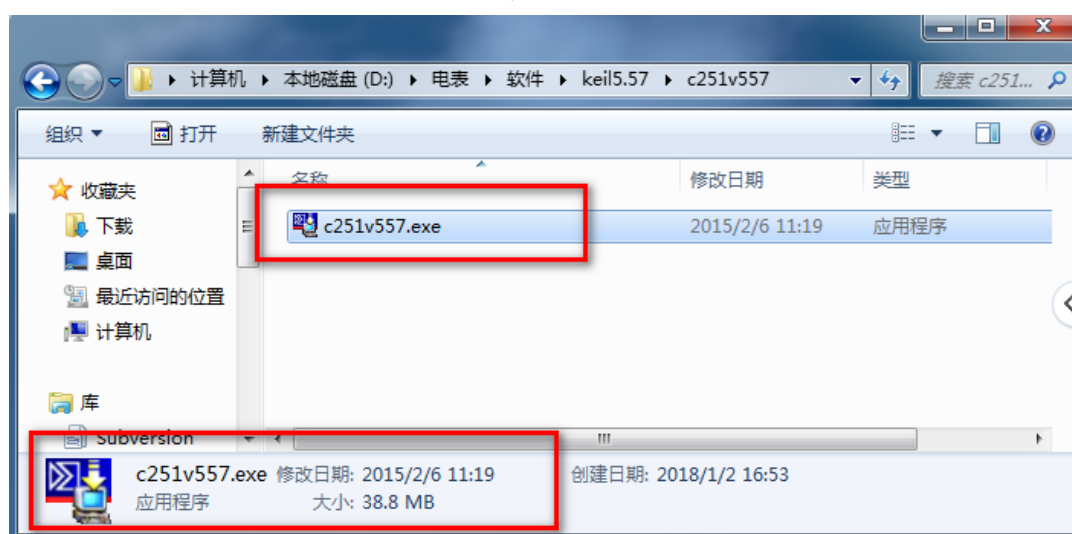 计算机 本地磁盘 (D:) 电表 软件 keil5.57 c251v557 搜索 c251...
组织 打开 新建文件夹
收藏夹
下载
桌面
最近访问的位置
计算机
库
Subversion
名称 修改日期 类型
c251v557.exe 2015/2/6 11:19 应用程序
c251v557.exe 修改日期: 2015/2/6 11:19 创建日期: 2018/1/2 16:53
应用程序 大小: 38.8 MB